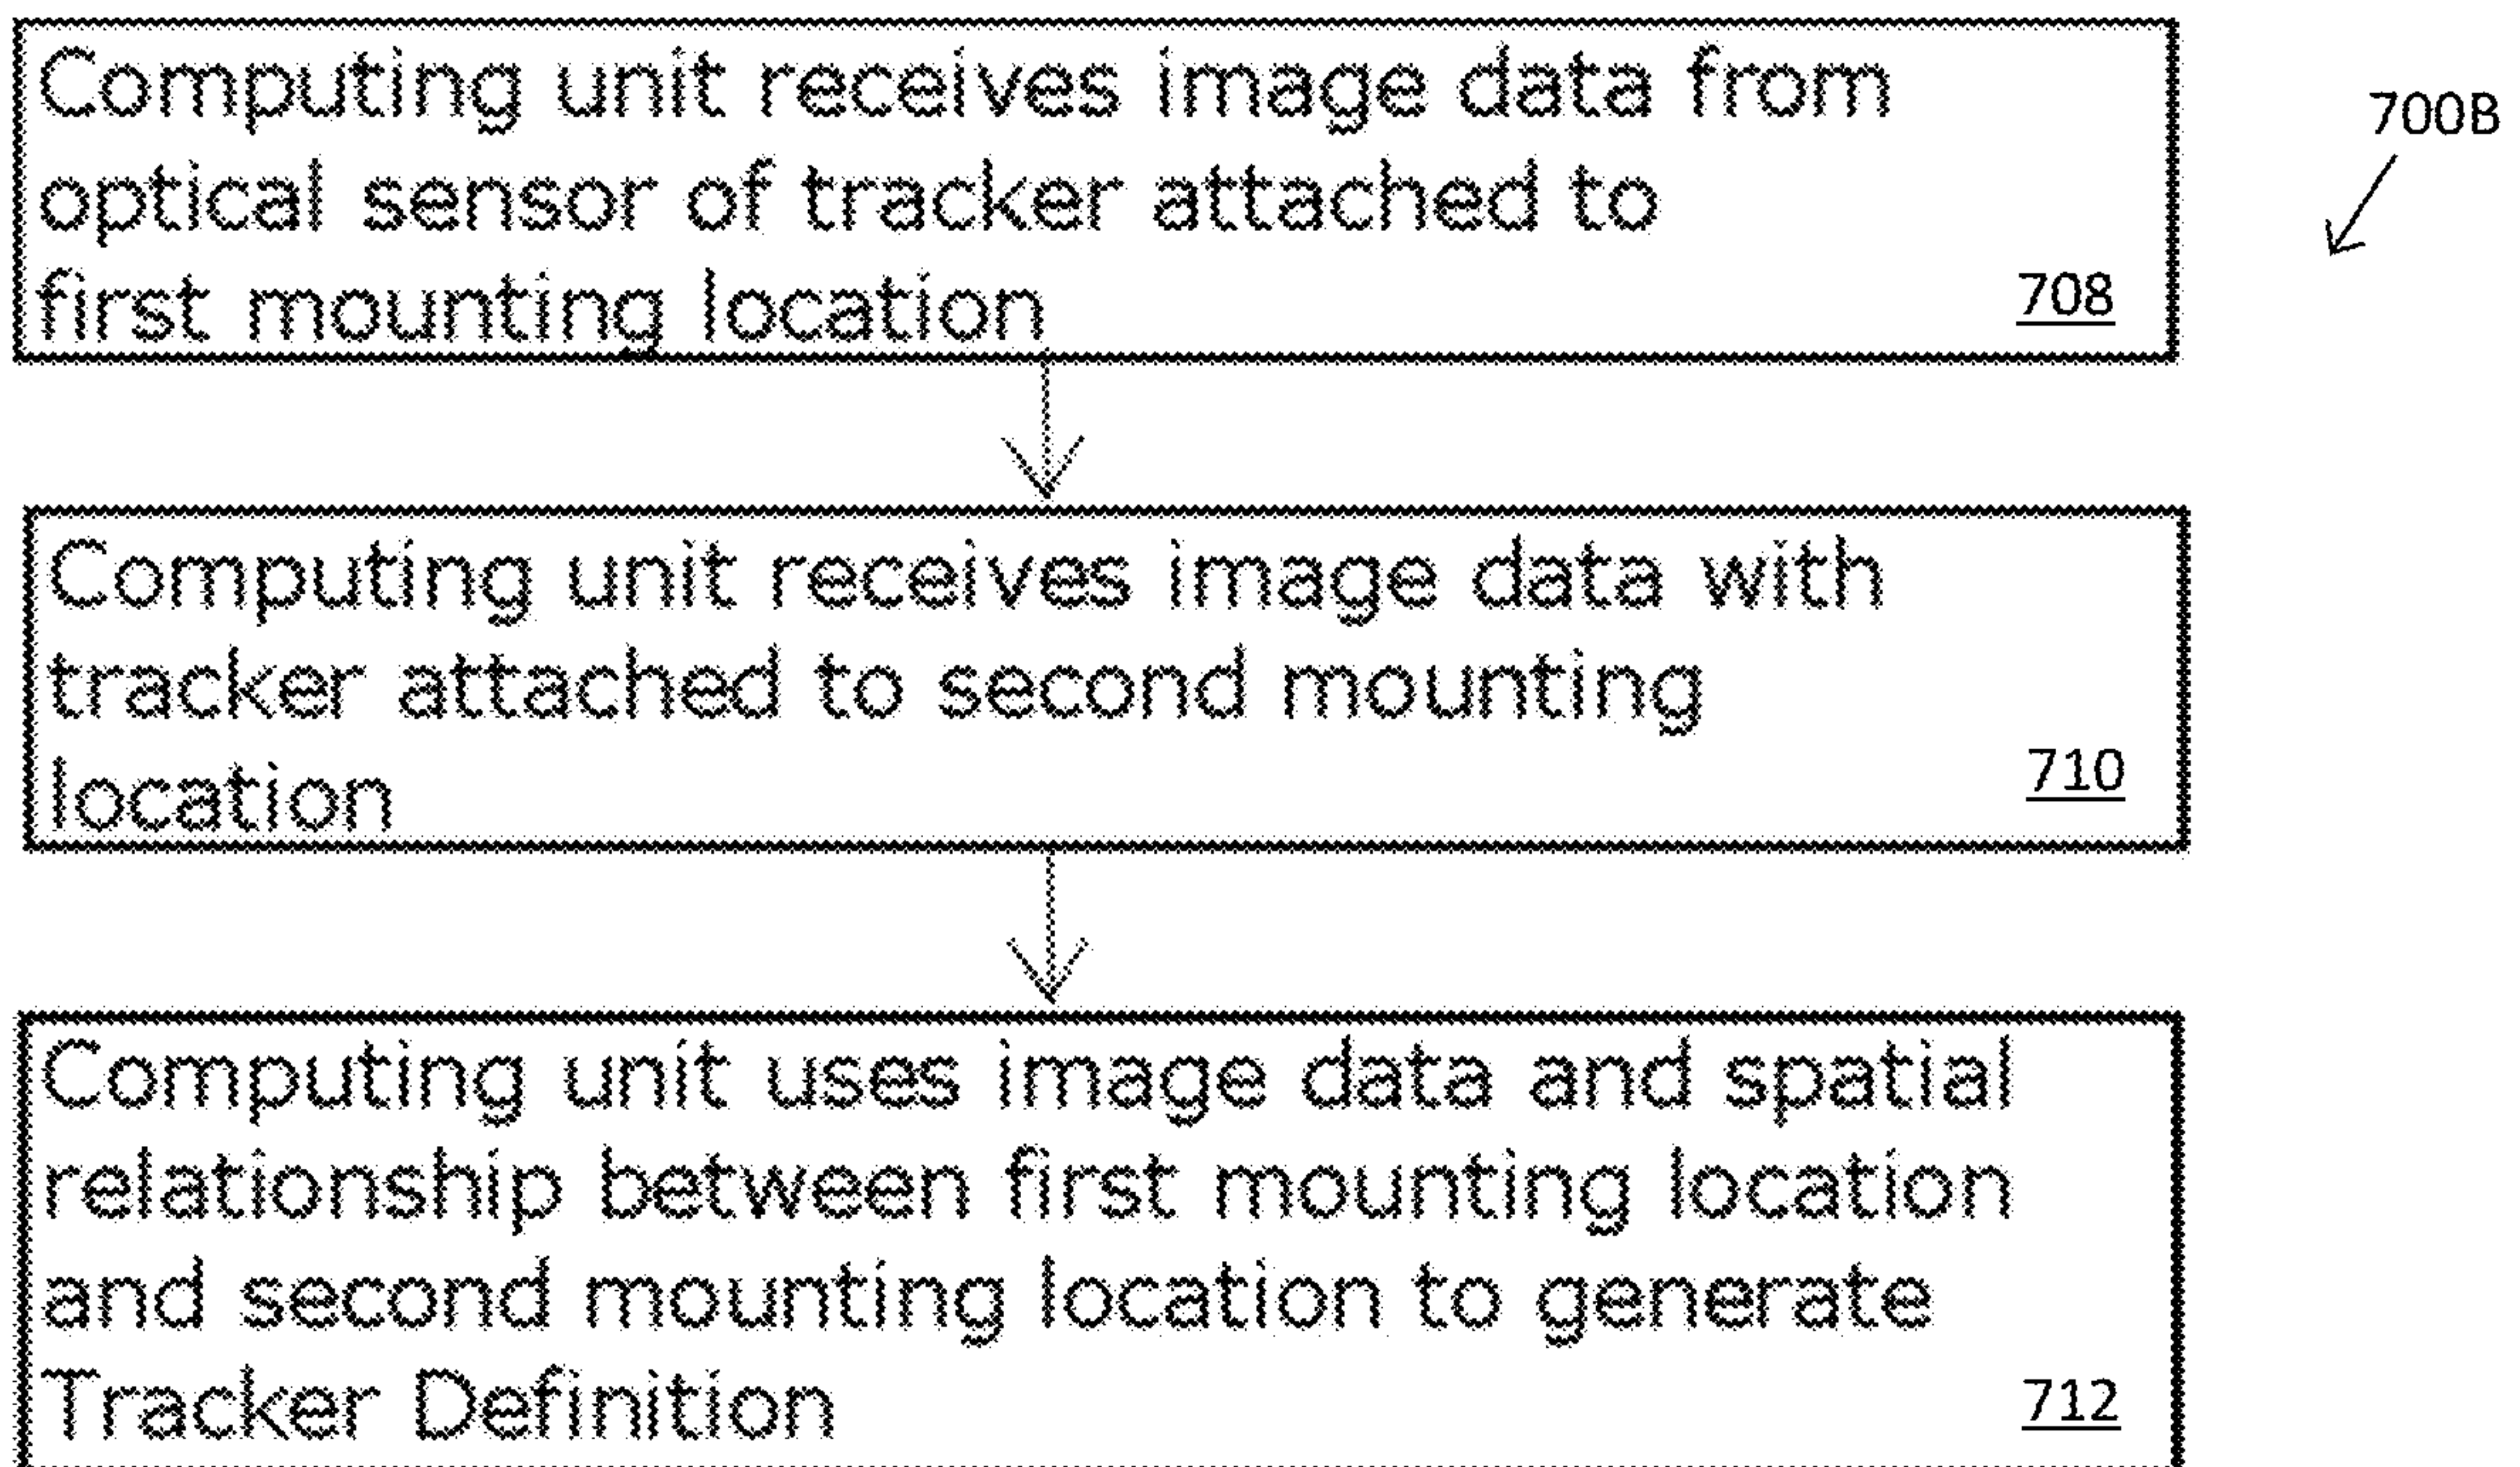 Computing unit receives image data from
optical sensor of tracker attached to
first mounting location
708
700B
Computing unit receives image data with
tracker attached to second mounting
location
710
Computing unit uses image data and spatial
relationship between first mounting location
and second mounting location to generate
Tracker Definition
712